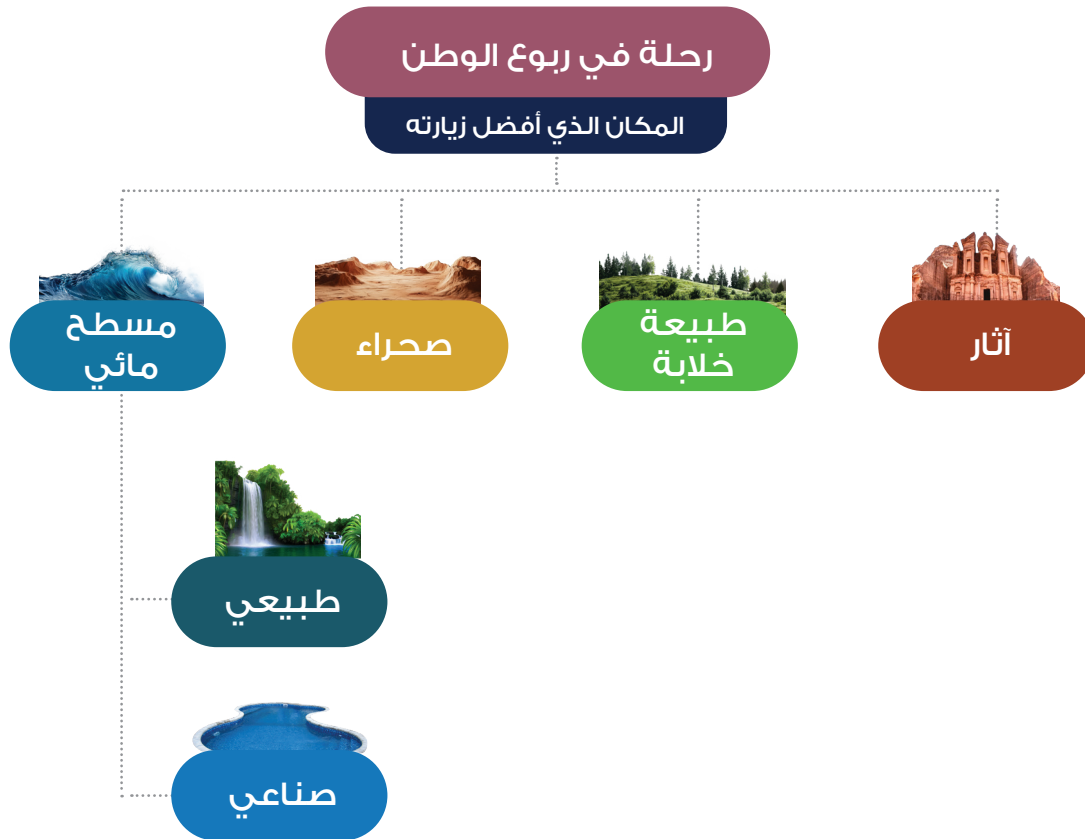 رحلة في ربوع الوطن
المكان الذي أفضل زيارته
آثار
طبيعة
خلابة
صحراء
مسطح
مائي
طبيعي
صناعي